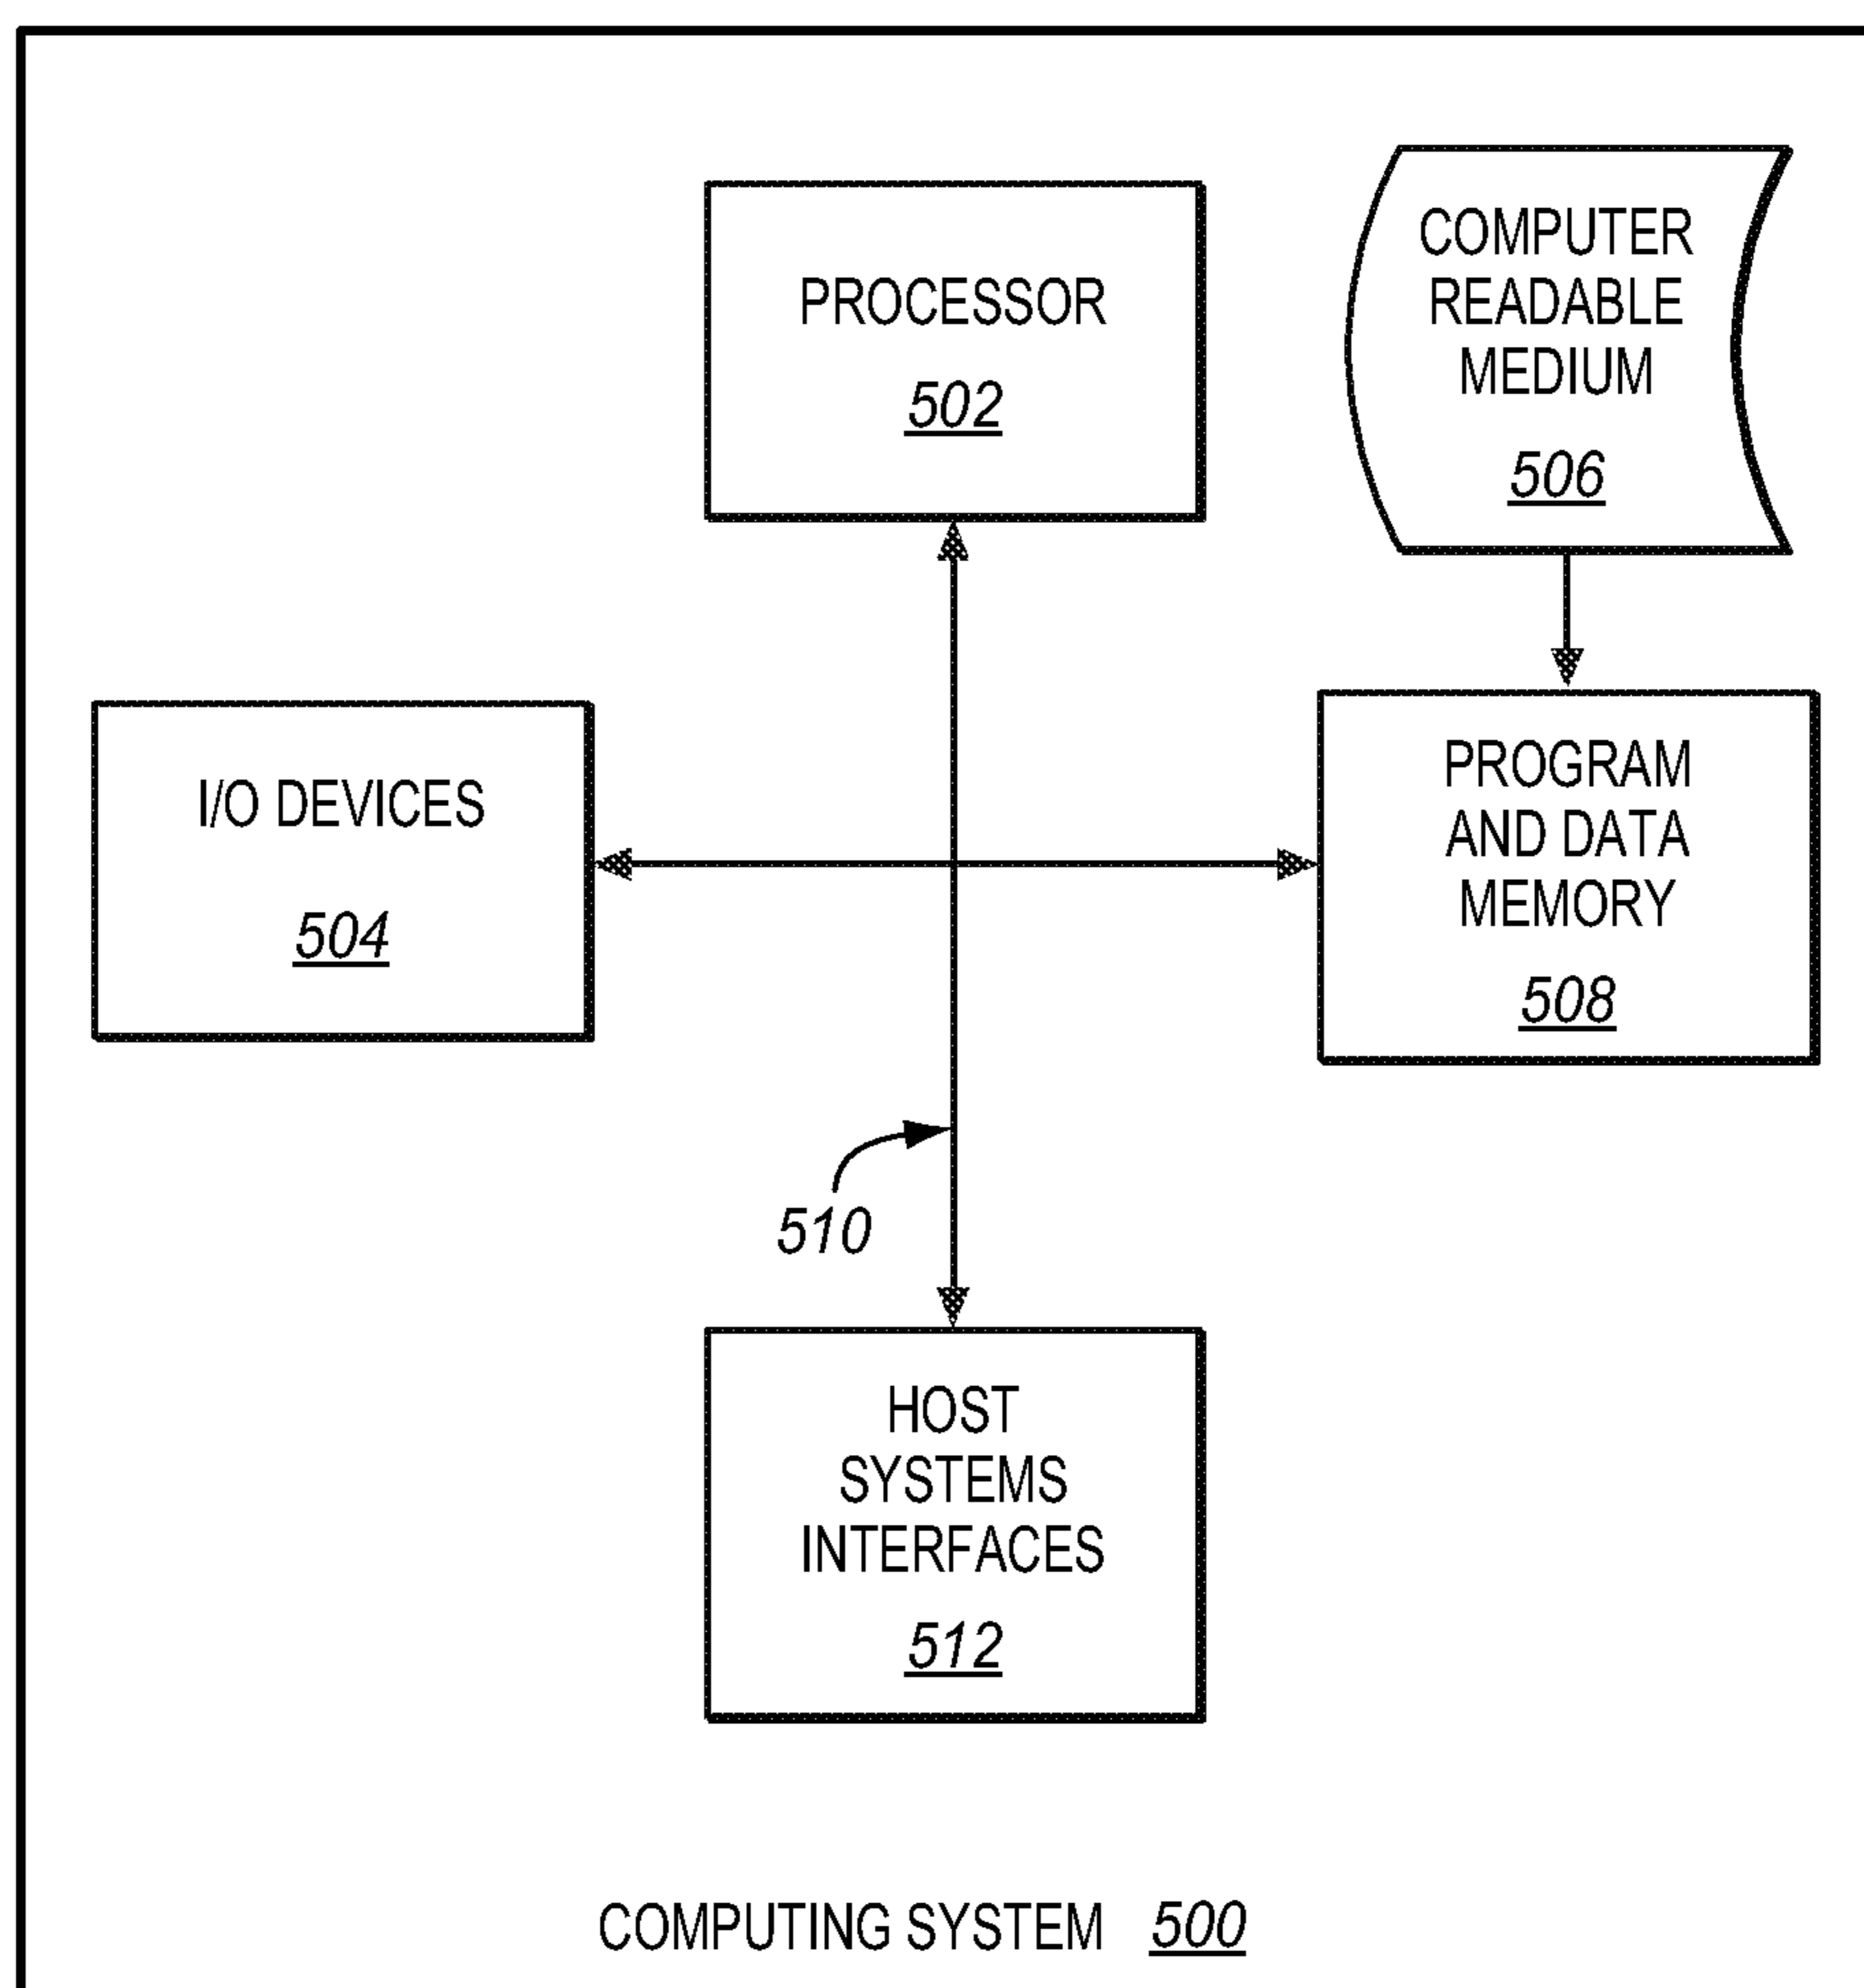 PROCESSOR
502
COMPUTER
READABLE
MEDIUM
506
I/O DEVICES
504
PROGRAM
AND DATA
MEMORY
508
510
HOST
SYSTEMS
INTERFACES
512
COMPUTING SYSTEM 500